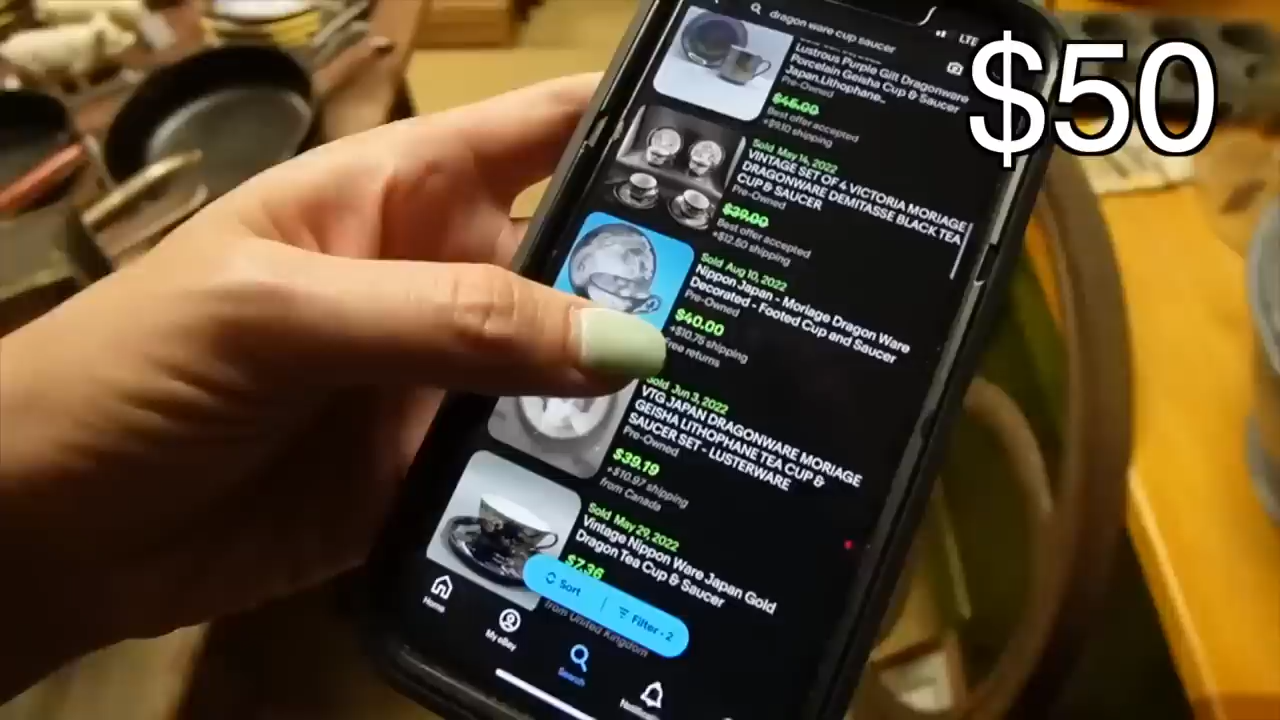 dragon ware cup saucer
LTE
$50
Lustrous Purple Gilt Dragonware
Porcelain Geisha Cup & Saucer
Japan,Lithophane..
Pre-Owned
$45.00
Best offer accepted
+$9.10 shipping
Sold May 14, 2022
VINTAGE SET OF 4 VICTORIA MORIAGE
DRAGONWARE DEMITASSE BLACK TEA
CUP & SAUCER
Pre-Owned
$39.00
Best offer accepted
+$12.60 shipping
Sold Aug 10, 2022
Nippon Japan - Moriage Dragon Ware
Decorated - Footed Cup and Saucer
Pre-Owned
$40.00
+$10.75 shipping
Free returns
Sold Jun 3, 2022
VTG JAPAN DRAGONWARE MORIAGE
GEISHA LITHOPHANE TEA CUP &
SAUCER SET - LUSTERWARE
Pre-Owned
$39.19
+$10.97 shipping
from Canada
Sold May 29, 2022
Vintage Nippon Ware Japan Gold
Dragon Tea Cup & Saucer
$7.36
Sort
Filter · 2
from United Kingdom
Home
My eBay
Search